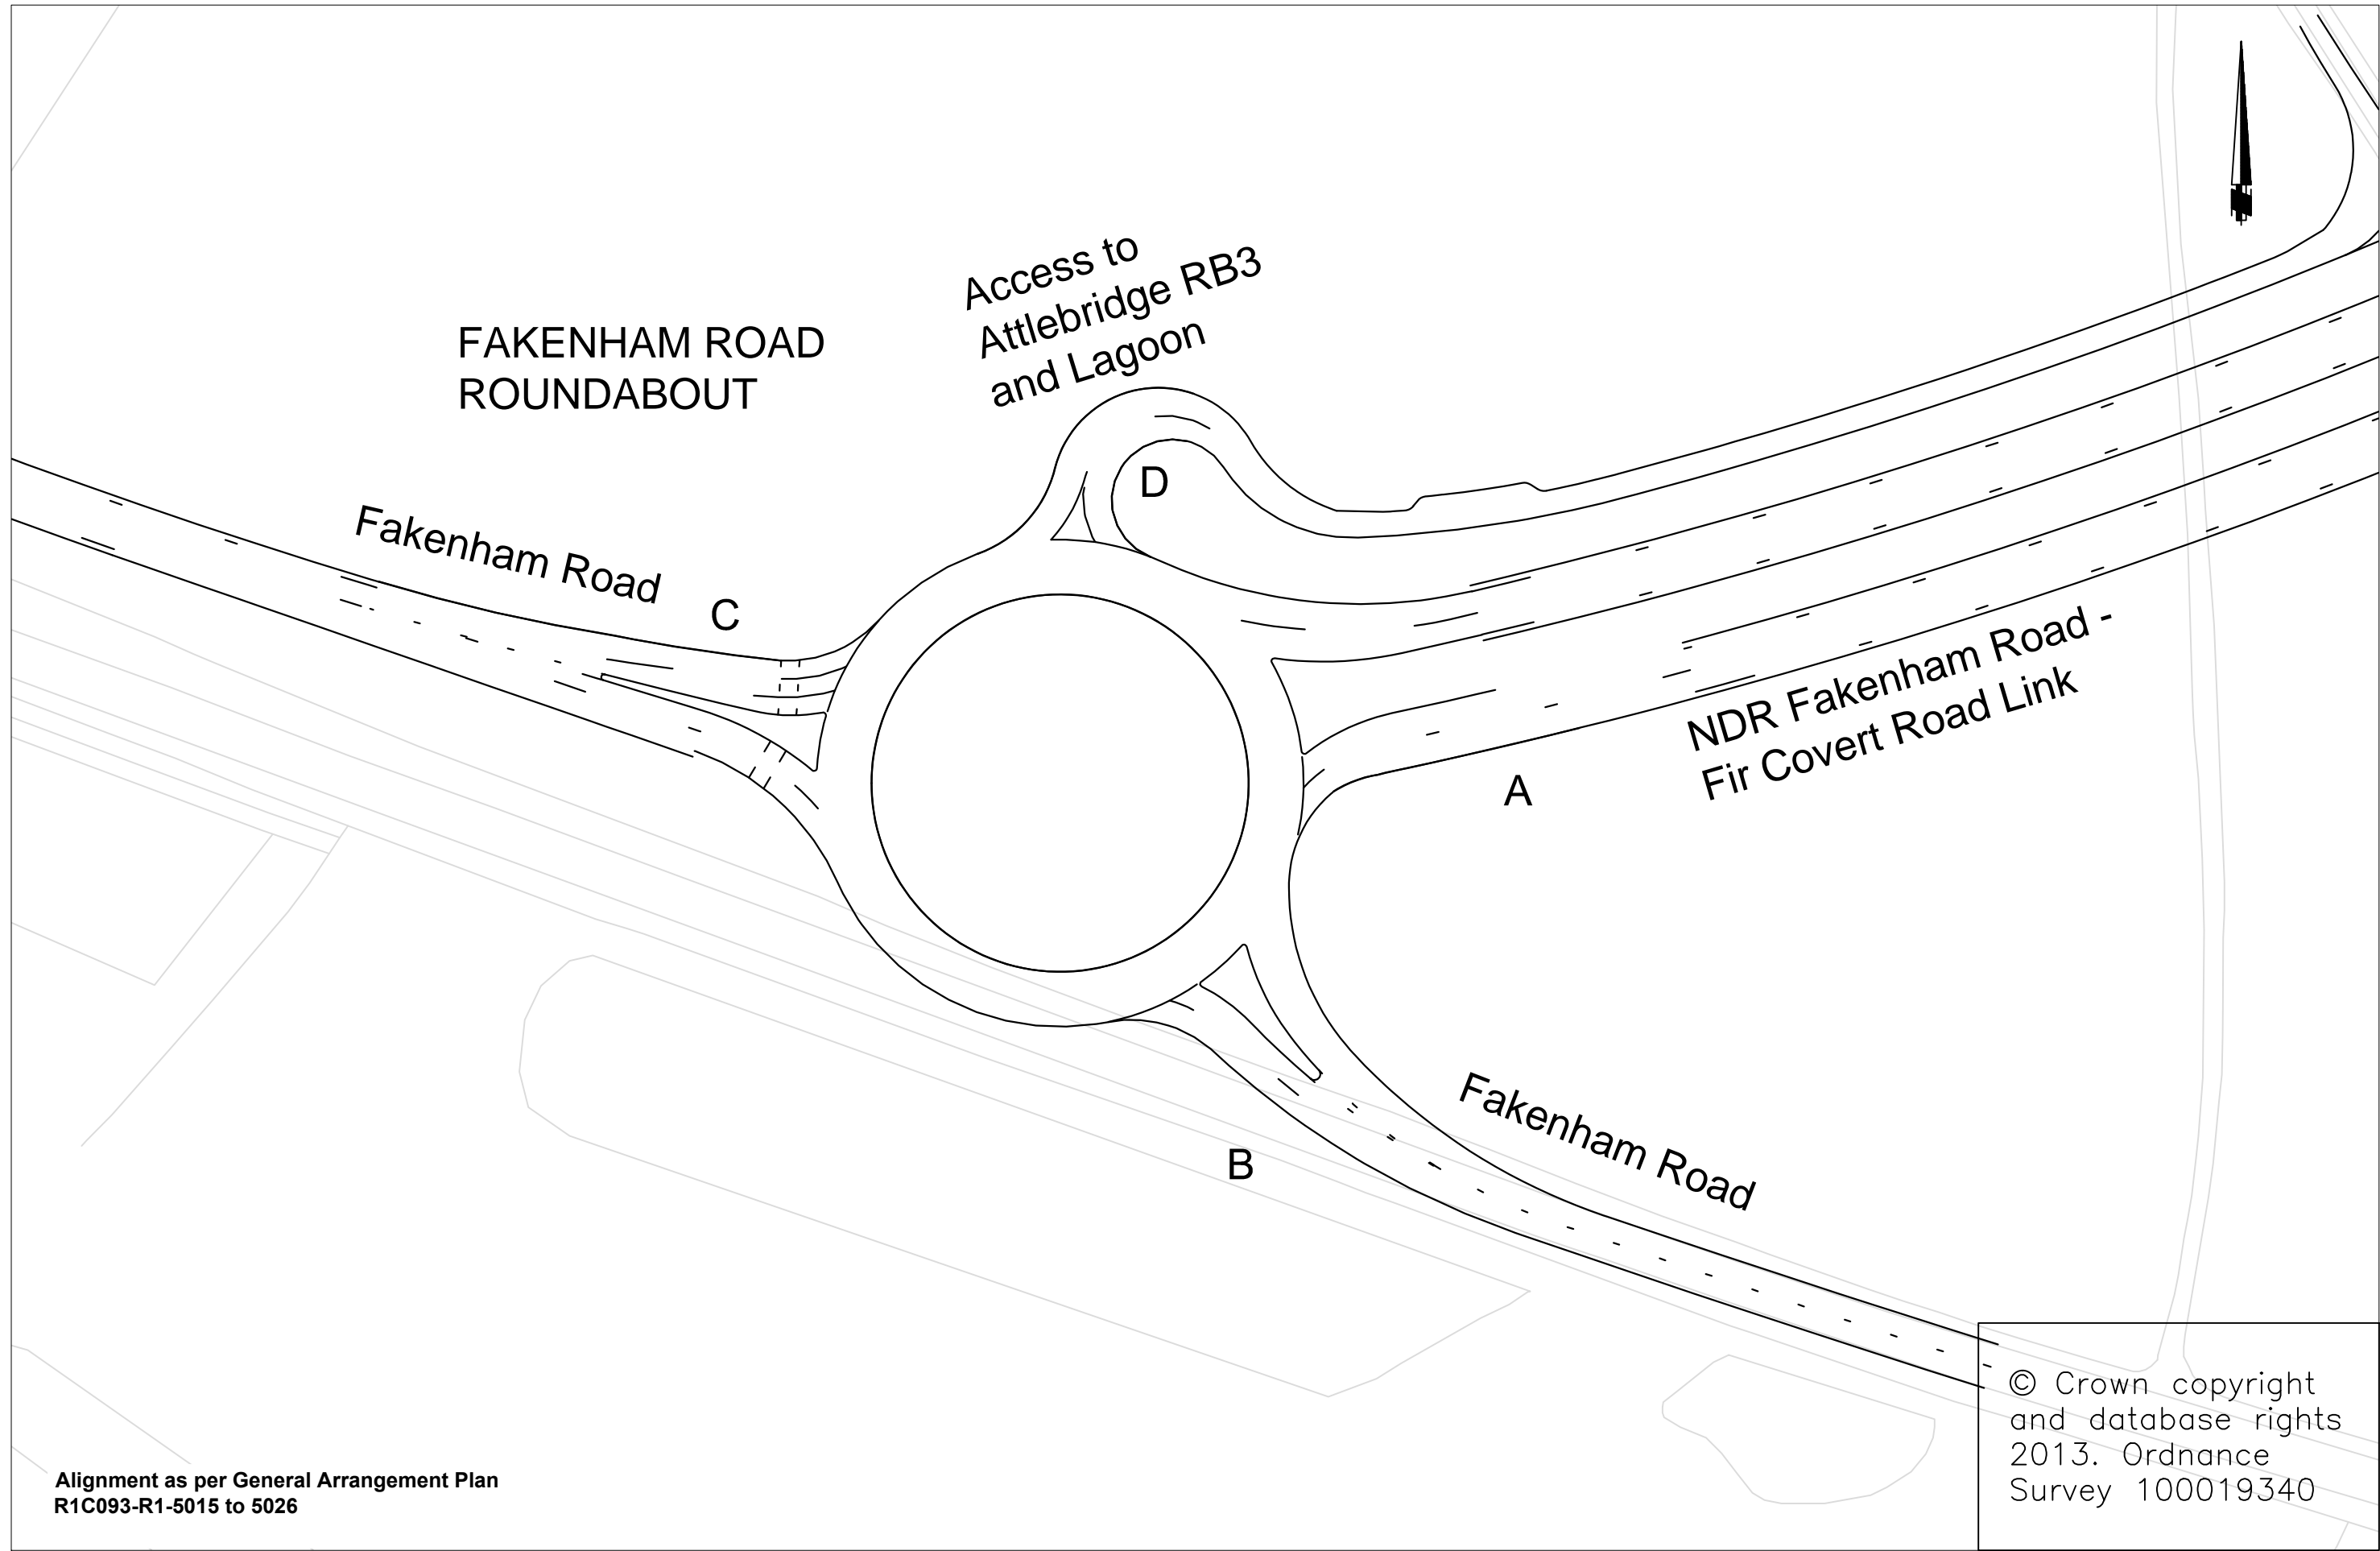 Access to
Attlebridge RB3
and Lagoon
FAKENHAM ROAD
ROUNDABOUT
D
Fakenham Road
C
NDR Fakenham Road -
Fir Covert Road Link
A
Fakenham Road
B
© Crown copyright
and database rights
2013. Ordnance
Survey 100019340
Alignment as per General Arrangement Plan
R1C093-R1-5015 to 5026